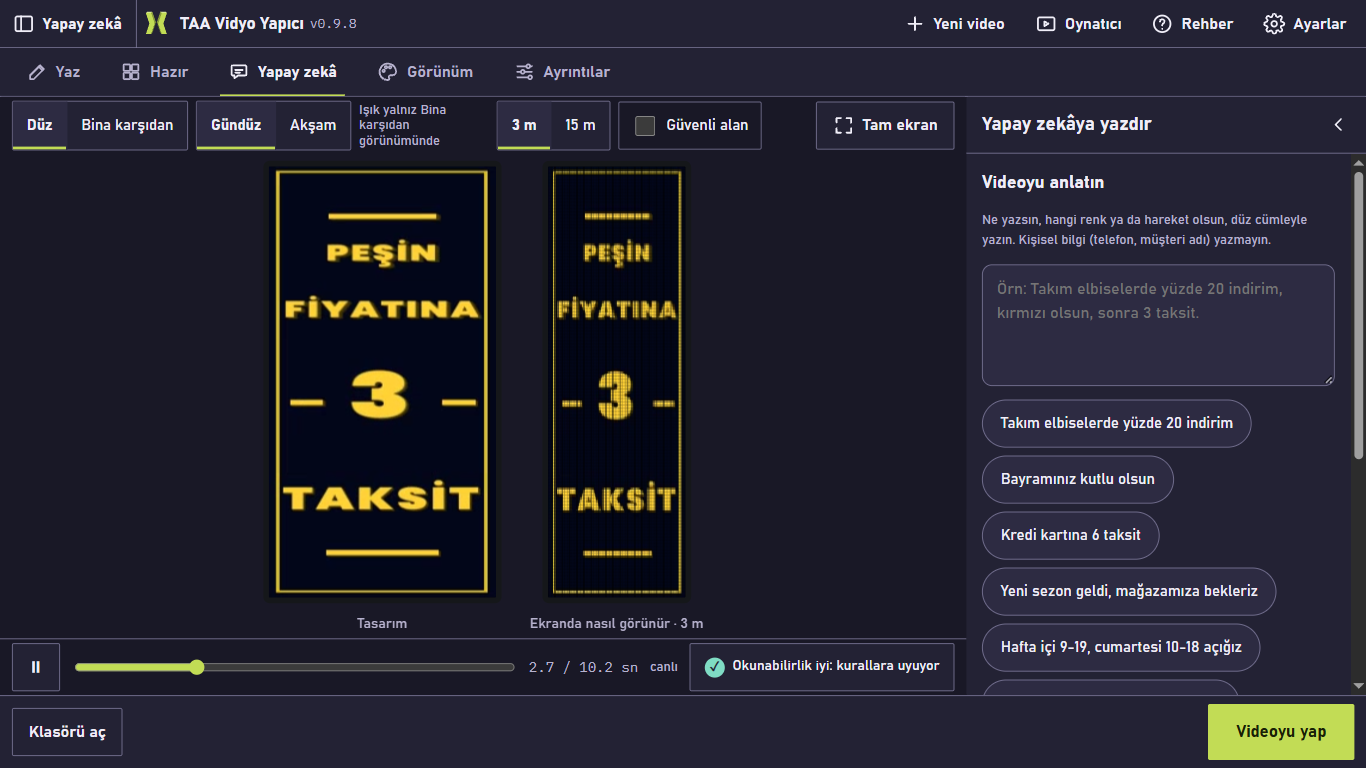 Yapay zekâ
TAA Vidyo Yapıcı v0.9.8
Yeni video
Oynatıcı
Rehber
Ayarlar
Yaz
Hazır
Yapay zekâ
Görünüm
Ayrıntılar
Düz
Bina karşıdan
Gündüz
Akşam
Işık yalnız Bina
karşıdan
görünümünde
3 m
15 m
Güvenli alan
Tam ekran
PEŞİN
FİYATINA
3
TAKSİT
Tasarım
PEŞİN
FİYATINA
3
TAKSİT
Ekranda nasıl görünür · 3 m
2.7 / 10.2 sn
canlı
Okunabilirlik iyi: kurallara uyuyor
Yapay zekâya yazdır
Videoyu anlatın
Ne yazsın, hangi renk ya da hareket olsun, düz cümleyle
yazın. Kişisel bilgi (telefon, müşteri adı) yazmayın.
Örn: Takım elbiselerde yüzde 20 indirim,
kırmızı olsun, sonra 3 taksit.
Takım elbiselerde yüzde 20 indirim
Bayramınız kutlu olsun
Kredi kartına 6 taksit
Yeni sezon geldi, mağazamıza bekleriz
Hafta içi 9-19, cumartesi 10-18 açığız
Klasörü aç
Videoyu yap